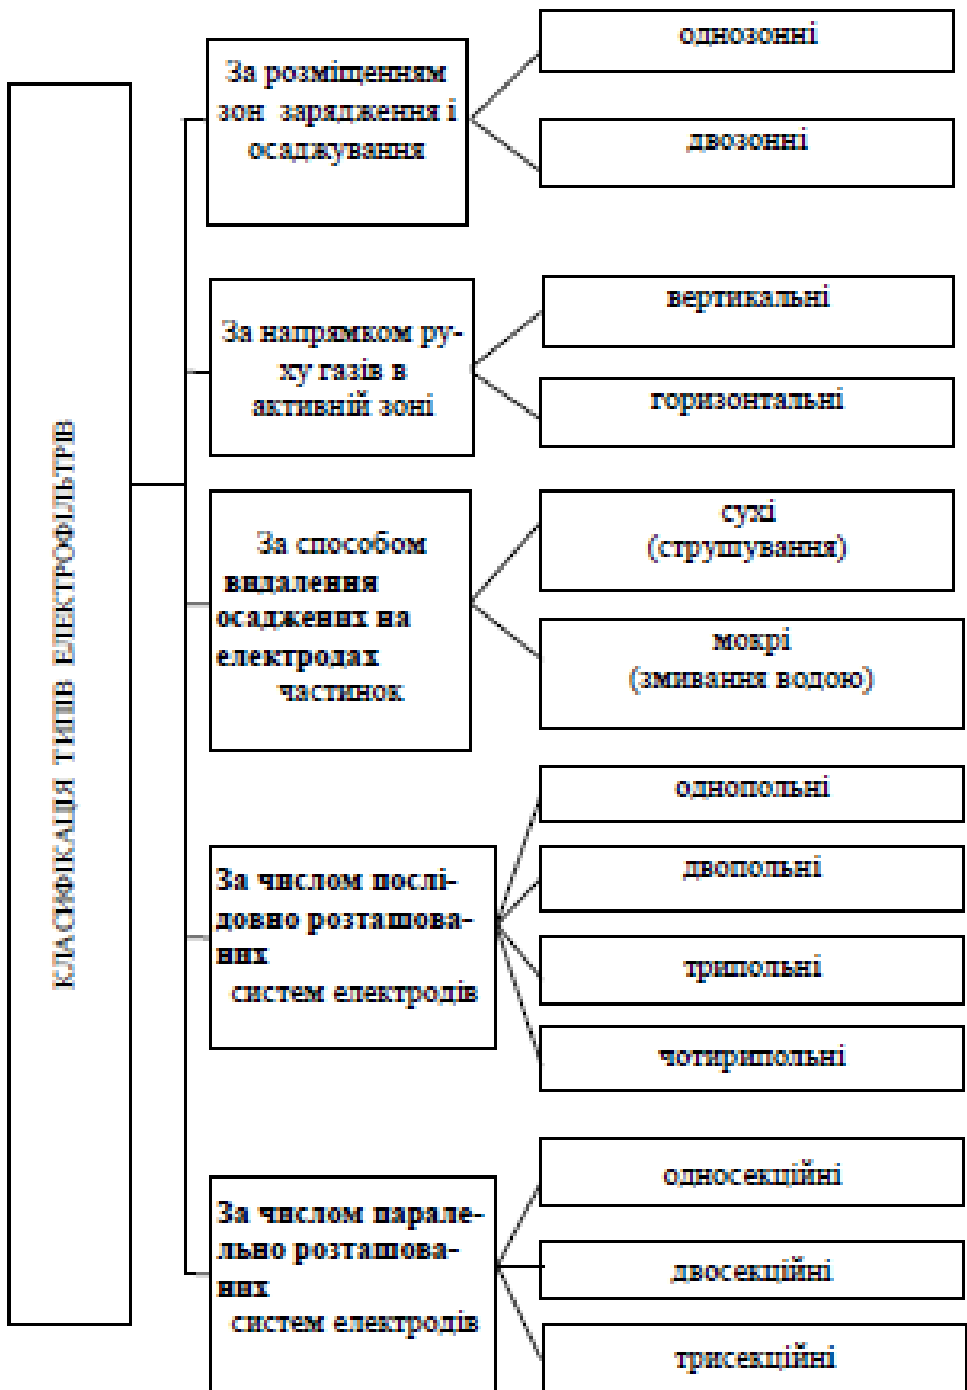 КЛАСИФІКАЦІЯ ТИПІВ ЕЛЕКТРОФІЛЬТРІВ
За розміщенням
зон зарядження і
осаджування
однозонні
двозонні
За напрямком ру-
ху газів в
активній зоні
вертикальні
горизонтальні
За способом
видалення
осаджених на
електродах
частинок
сухі
(струшування)
мокрі
(змивання водою)
За числом послі-
довно розташова-
них
систем електродів
однопольні
двопольні
трипольні
чотирипольні
За числом парале-
льно розташова-
них
систем електродів
односекційні
двосекційні
трисекційні